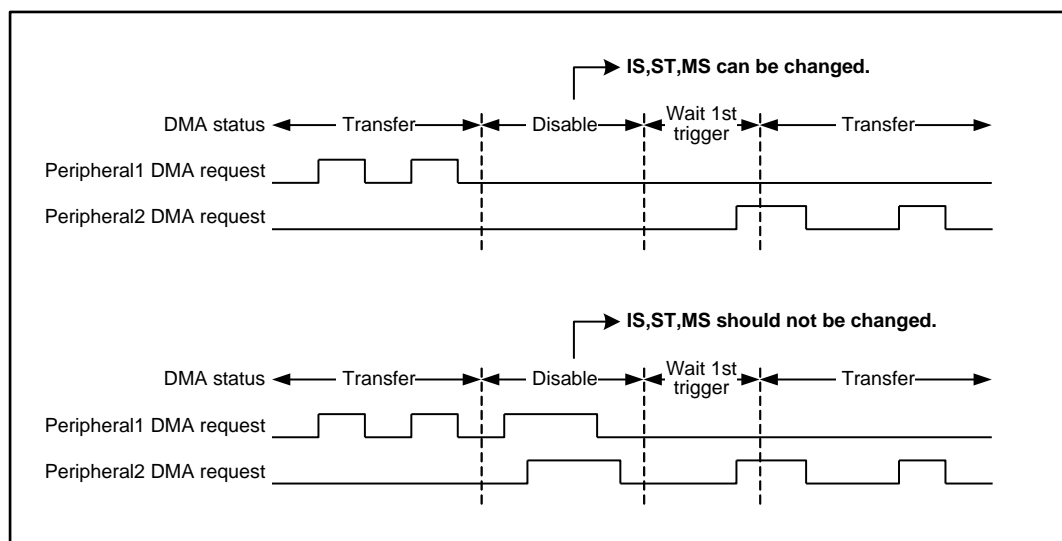 IS,ST,MS can be changed.
DMA status Transfer Disable Wait 1st trigger Transfer
Peripheral1 DMA request
Peripheral2 DMA request
IS,ST,MS should not be changed.
DMA status Transfer Disable Wait 1st trigger Transfer
Peripheral1 DMA request
Peripheral2 DMA request